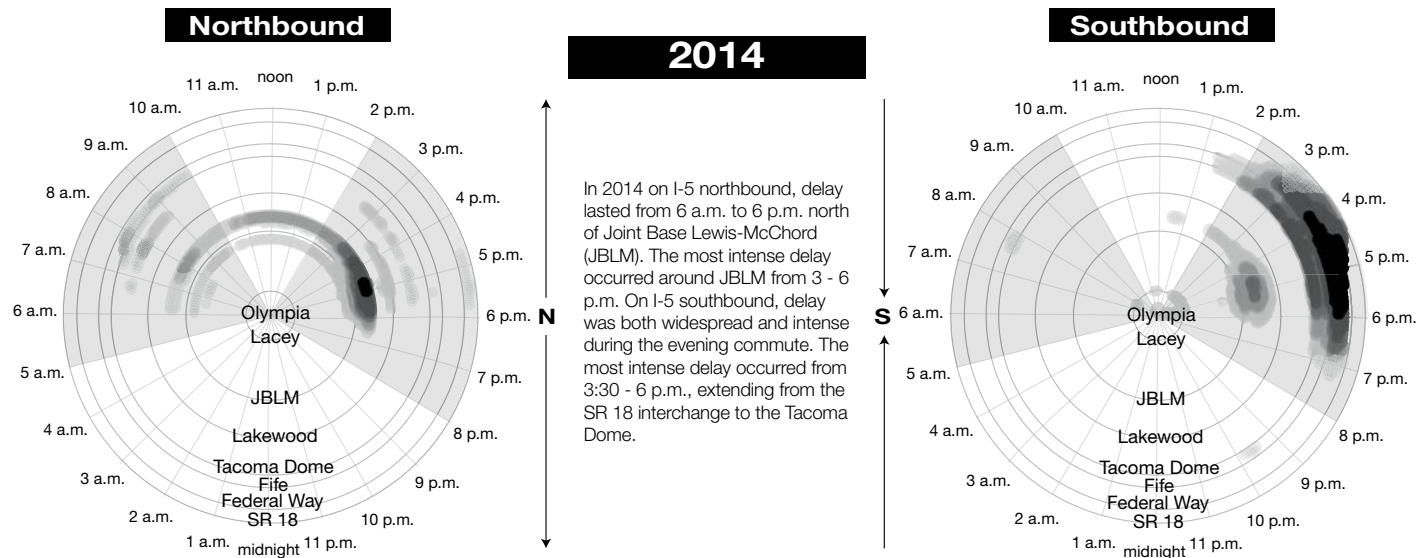 Northbound
2014
Southbound
noon
11 a.m.
1 p.m.
10 a.m.
2 p.m.
9 a.m.
3 p.m.
8 a.m.
4 p.m.
7 a.m.
5 p.m.
6 a.m.
6 p.m.
5 a.m.
7 p.m.
4 a.m.
8 p.m.
3 a.m.
9 p.m.
2 a.m.
10 p.m.
1 a.m.
midnight
11 p.m.
Olympia
Lacey
JBLM
Lakewood
Tacoma Dome
Fife
Federal Way
SR 18
N
In 2014 on I-5 northbound, delay
lasted from 6 a.m. to 6 p.m. north
of Joint Base Lewis-McChord
(JBLM). The most intense delay
occurred around JBLM from 3 - 6
p.m. On I-5 southbound, delay
was both widespread and intense
during the evening commute. The
most intense delay occurred from
3:30 - 6 p.m., extending from the
SR 18 interchange to the Tacoma
Dome.
S
noon
11 a.m.
1 p.m.
10 a.m.
2 p.m.
9 a.m.
3 p.m.
8 a.m.
4 p.m.
7 a.m.
5 p.m.
6 a.m.
6 p.m.
5 a.m.
7 p.m.
4 a.m.
8 p.m.
3 a.m.
9 p.m.
2 a.m.
10 p.m.
1 a.m.
midnight
11 p.m.
Olympia
Lacey
JBLM
Lakewood
Tacoma Dome
Fife
Federal Way
SR 18